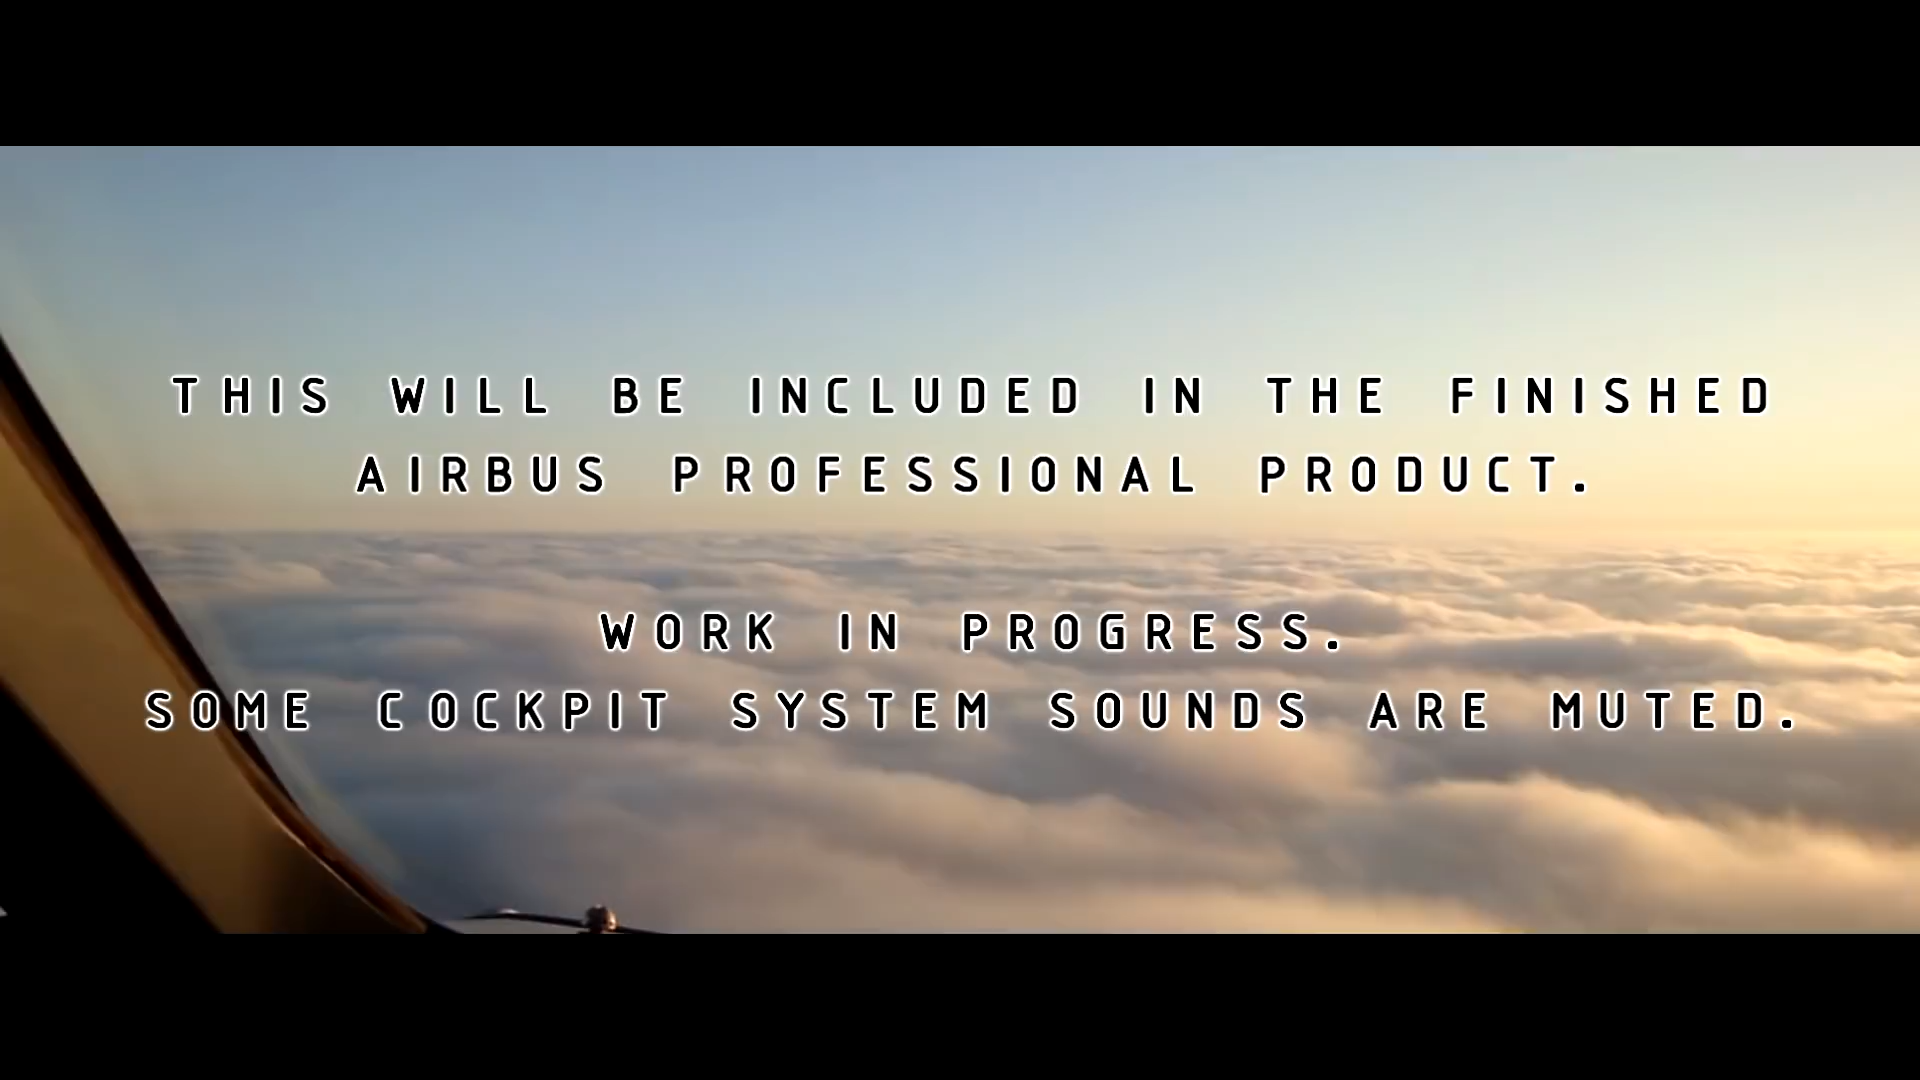 THIS WILL BE INCLUDED IN THE FINISHED
AIRBUS PROFESSIONAL PRODUCT.
WORK IN PROGRESS.
SOME COCKPIT SYSTEM SOUNDS ARE MUTED.